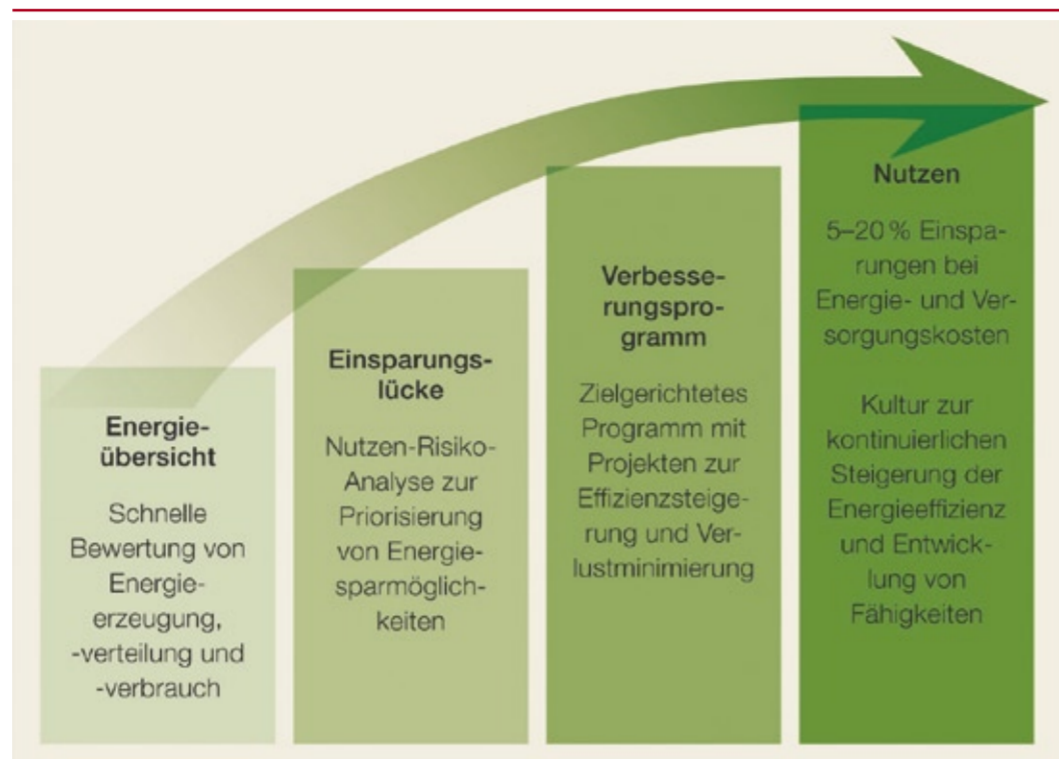 Energie-
übersicht
Schnelle
Bewertung von
Energie-
erzeugung,
-verteilung und
-verbrauch
Einsparungs-
lücke
Nutzen-Risiko-
Analyse zur
Priorisierung
von Energie-
sparmöglich-
keiten
Verbesse-
rungspro-
gramm
Zielgerichtetes
Programm mit
Projekten zur
Effizienzsteige-
rung und Ver-
lustminimierung
Nutzen
5–20 % Einspa-
rungen bei
Energie- und Ver-
sorgungskosten
Kultur zur
kontinuierlichen
Steigerung der
Energieeffizienz
und Entwick-
lung von
Fähigkeiten